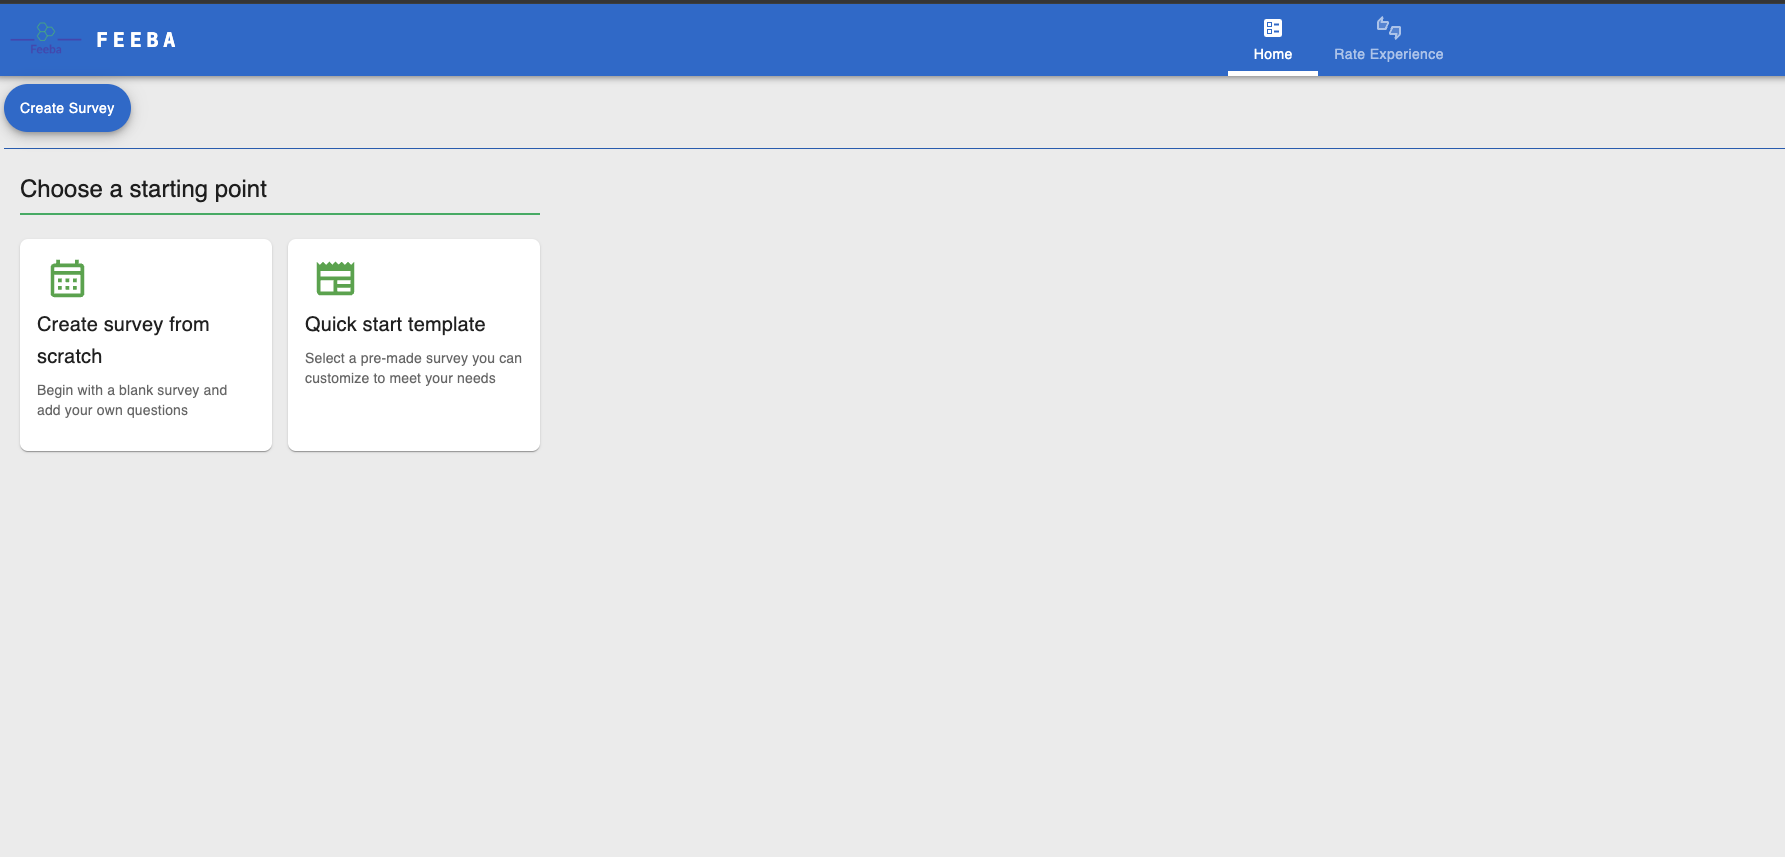 Feeba
FEEBA
Home
Rate Experience
Create Survey
Choose a starting point
Create survey from
scratch
Begin with a blank survey and
add your own questions
Quick start template
Select a pre-made survey you can
customize to meet your needs